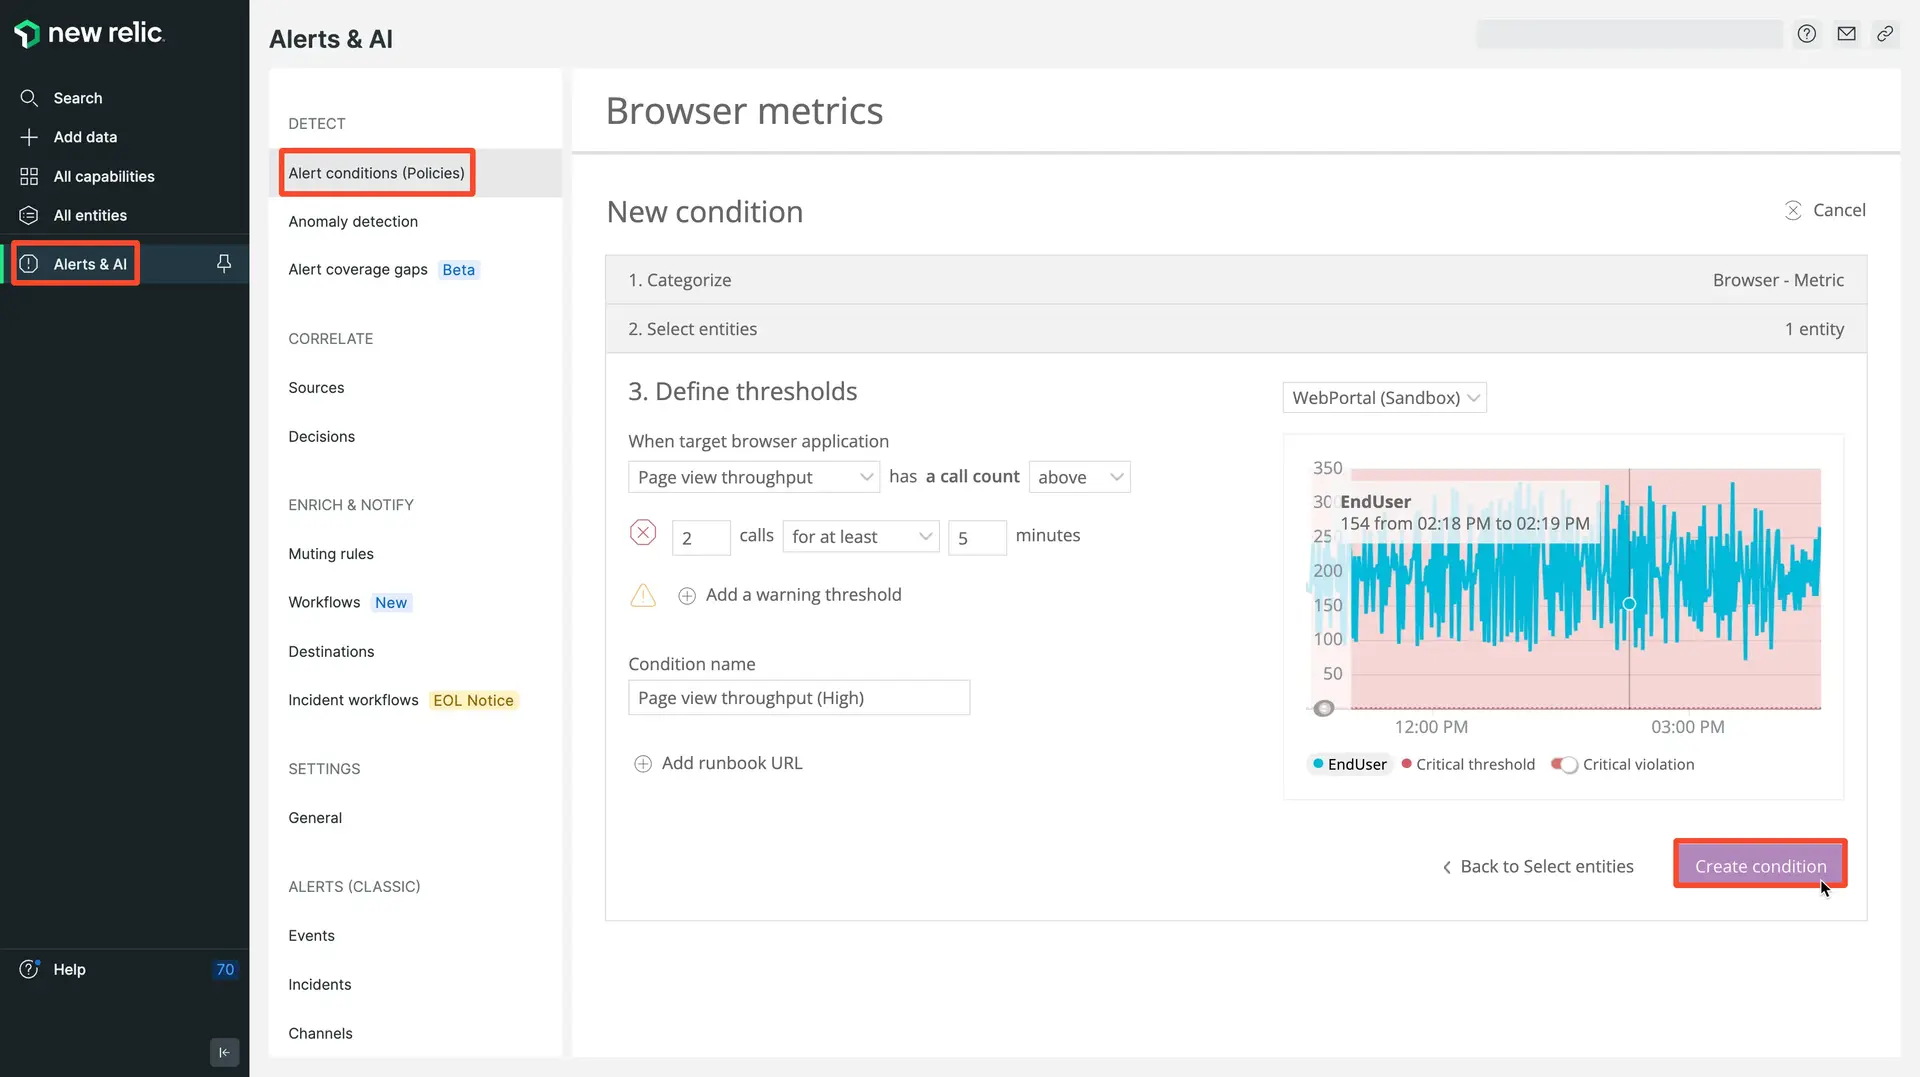 new relic
Search
Add data
All capabilities
All entities
Alerts & AI
Help 70
Alerts & AI
DETECT
Alert conditions (Policies)
Anomaly detection
Alert coverage gaps Beta
CORRELATE
Sources
Decisions
ENRICH & NOTIFY
Muting rules
Workflows New
Destinations
Incident workflows EOL Notice
SETTINGS
General
ALERTS (CLASSIC)
Events
Incidents
Channels
Browser metrics
New condition
Cancel
1. Categorize Browser - Metric
2. Select entities 1 entity
3. Define thresholds
When target browser application
Page view throughput has a call count above
2 calls for at least 5 minutes
Add a warning threshold
Condition name
Page view throughput (High)
Add runbook URL
WebPortal (Sandbox)
350
300
EndUser
154 from 02:18 PM to 02:19 PM
250
200
150
100
50
12:00 PM 03:00 PM
EndUser Critical threshold Critical violation
Back to Select entities
Create condition